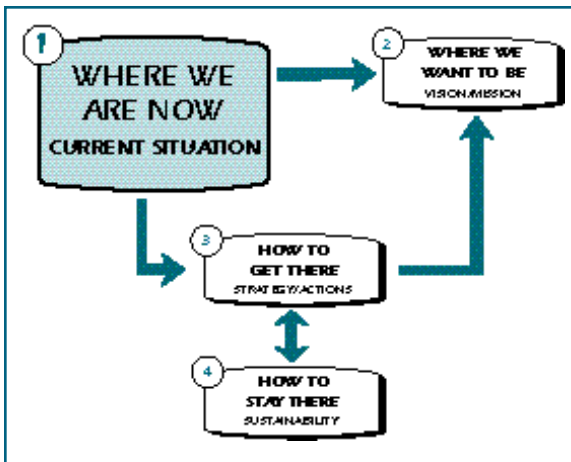 1
WHERE WE
ARE NOW
CURRENT SITUATION
2
WHERE WE
WANT TO BE
VISION/MISSION
3
HOW TO
GET THERE
STRATEGY/ACTIONS
4
HOW TO
STAY THERE
SUSTAINABILITY